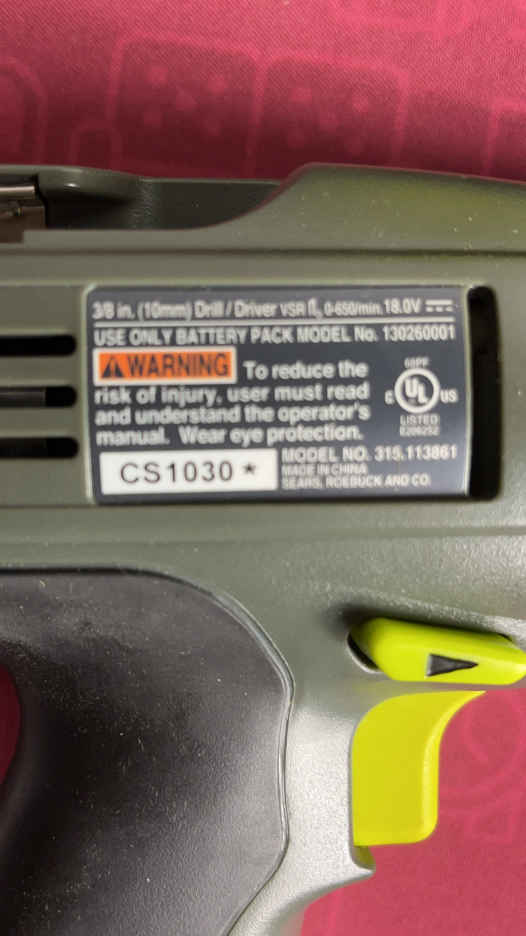 3/8 in. (10mm) Drill / Driver VSR n₀ 0-650/min. 18.0V ⎓
USE ONLY BATTERY PACK MODEL No. 130260001
WARNING To reduce the
risk of injury, user must read
and understand the operator's
manual. Wear eye protection.
CS1030 *
MODEL NO. 315.113861
MADE IN CHINA
SEARS, ROEBUCK AND CO.
68PF
C UL US
LISTED
E206252